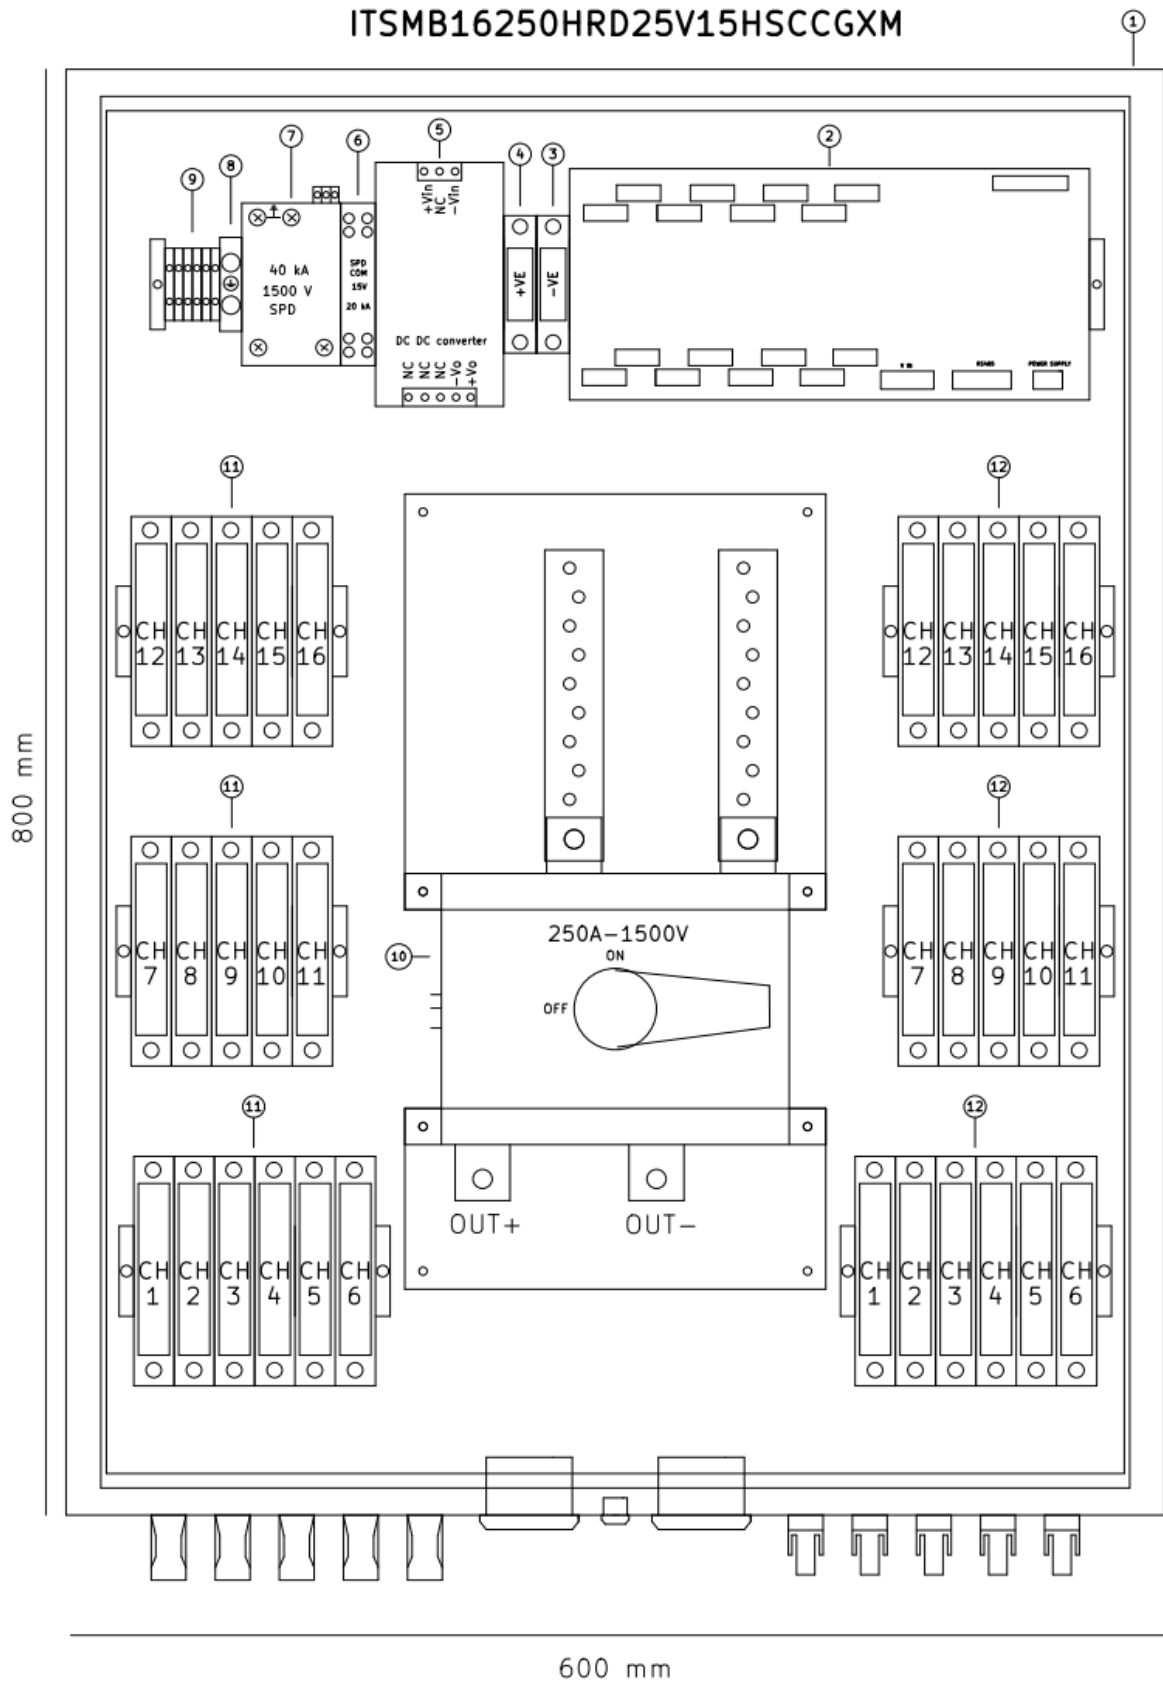 ITSMB16250HRD25V15HSCCGXM
1
2
3
4
5
6
7
8
9
+Vin
NC
-Vin
40 kA
1500 V
SPD
SPD
COM
15V
20 kA
DC DC converter
NC
NC
NC
-Vo
+Vo
+VE
-VE
V IN
RS485
POWER SUPPLY
11
12
CH 12
CH 13
CH 14
CH 15
CH 16
CH 12
CH 13
CH 14
CH 15
CH 16
800 mm
11
12
CH 7
CH 8
CH 9
CH 10
CH 11
CH 7
CH 8
CH 9
CH 10
CH 11
10
250A-1500V
ON
OFF
11
12
OUT+
OUT-
CH 1
CH 2
CH 3
CH 4
CH 5
CH 6
CH 1
CH 2
CH 3
CH 4
CH 5
CH 6
600 mm